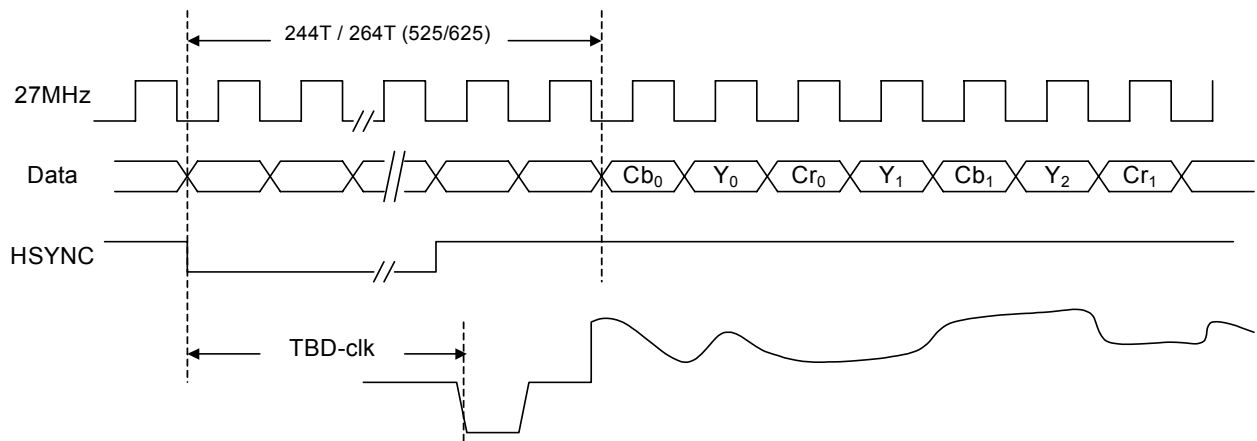 244T / 264T (525/625)
27MHz
Data
Cb0 Y0 Cr0 Y1 Cb1 Y2 Cr1
HSYNC
TBD-clk